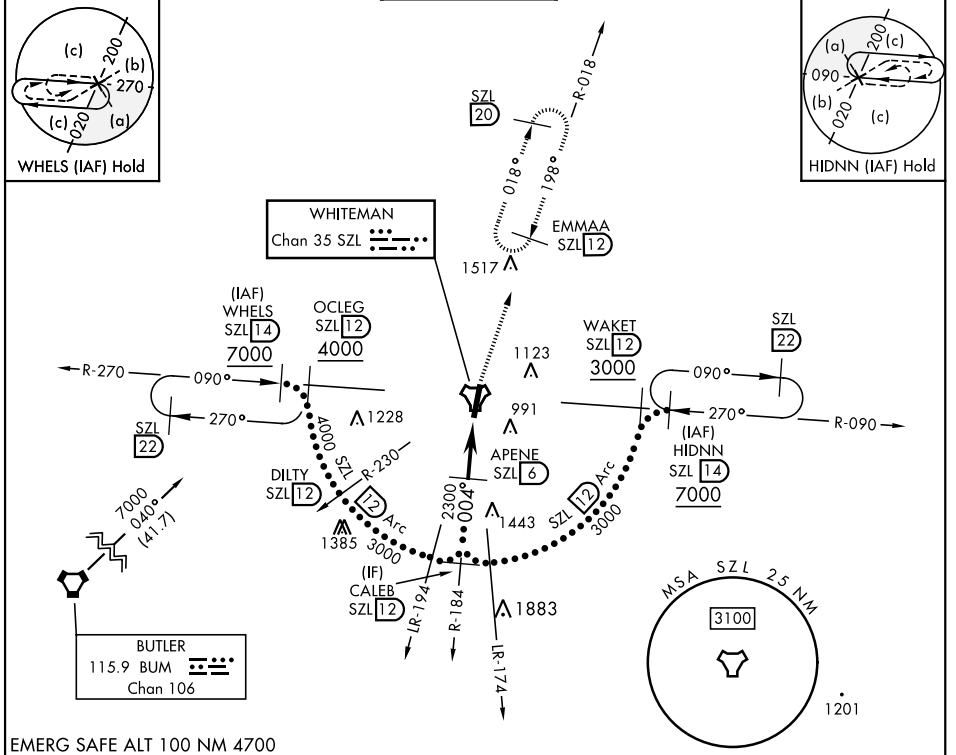 (c)
200
(b)
270
020
(c)
(a)
WHELS (IAF) Hold
(a)
200
(c)
090
(b)
020
(c)
HIDNN (IAF) Hold
R-018
SZL
20
018°
198°
EMMAA
SZL 12
1517
WHITEMAN
Chan 35 SZL
(IAF)
WHELS
SZL 14
7000
OCLEG
SZL 12
4000
WAKET
SZL 12
3000
SZL
22
1123
R-270
090°
270°
SZL
22
1228
991
090°
270°
R-090
(IAF)
HIDNN
SZL 14
7000
4000 SZL 12 Arc 3000
R-230
DILTY
SZL 12
APENE
SZL 6
2300
004°
SZL 12 Arc
3000
1443
1385
7000
040°
(41.7)
(IF)
CALEB
SZL 12
LR-194
R-184
LR-174
1883
MSA SZL 25 NM
3100
1201
BUTLER
115.9 BUM
Chan 106
EMERG SAFE ALT 100 NM 4700